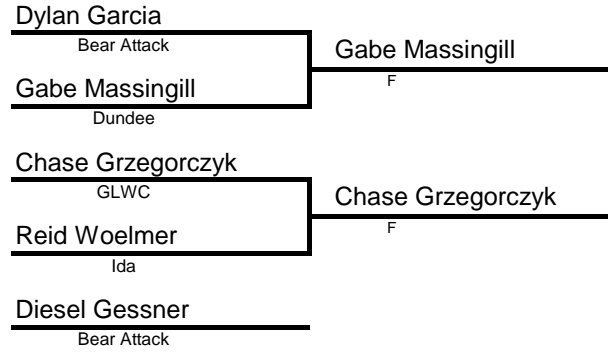 Dylan Garcia
Bear Attack
Gabe Massingill
F
Gabe Massingill
Dundee
Chase Grzegorczyk
GLWC
Chase Grzegorczyk
F
Reid Woelmer
Ida
Diesel Gessner
Bear Attack